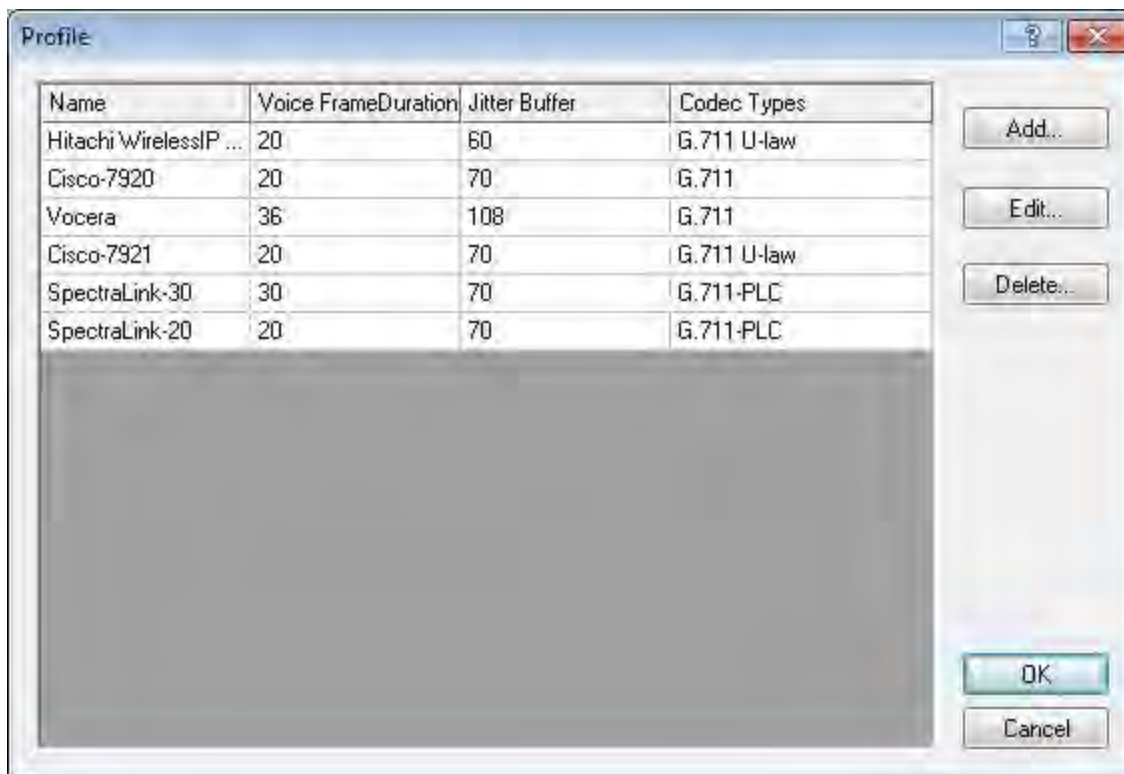 Profile
Name Voice FrameDuration Jitter Buffer Codec Types
Hitachi WirelessIP ... 20 60 G.711 U-law
Cisco-7920 20 70 G.711
Vocera 36 108 G.711
Cisco-7921 20 70 G.711 U-law
SpectraLink-30 30 70 G.711-PLC
SpectraLink-20 20 70 G.711-PLC
Add...
Edit...
Delete...
OK
Cancel